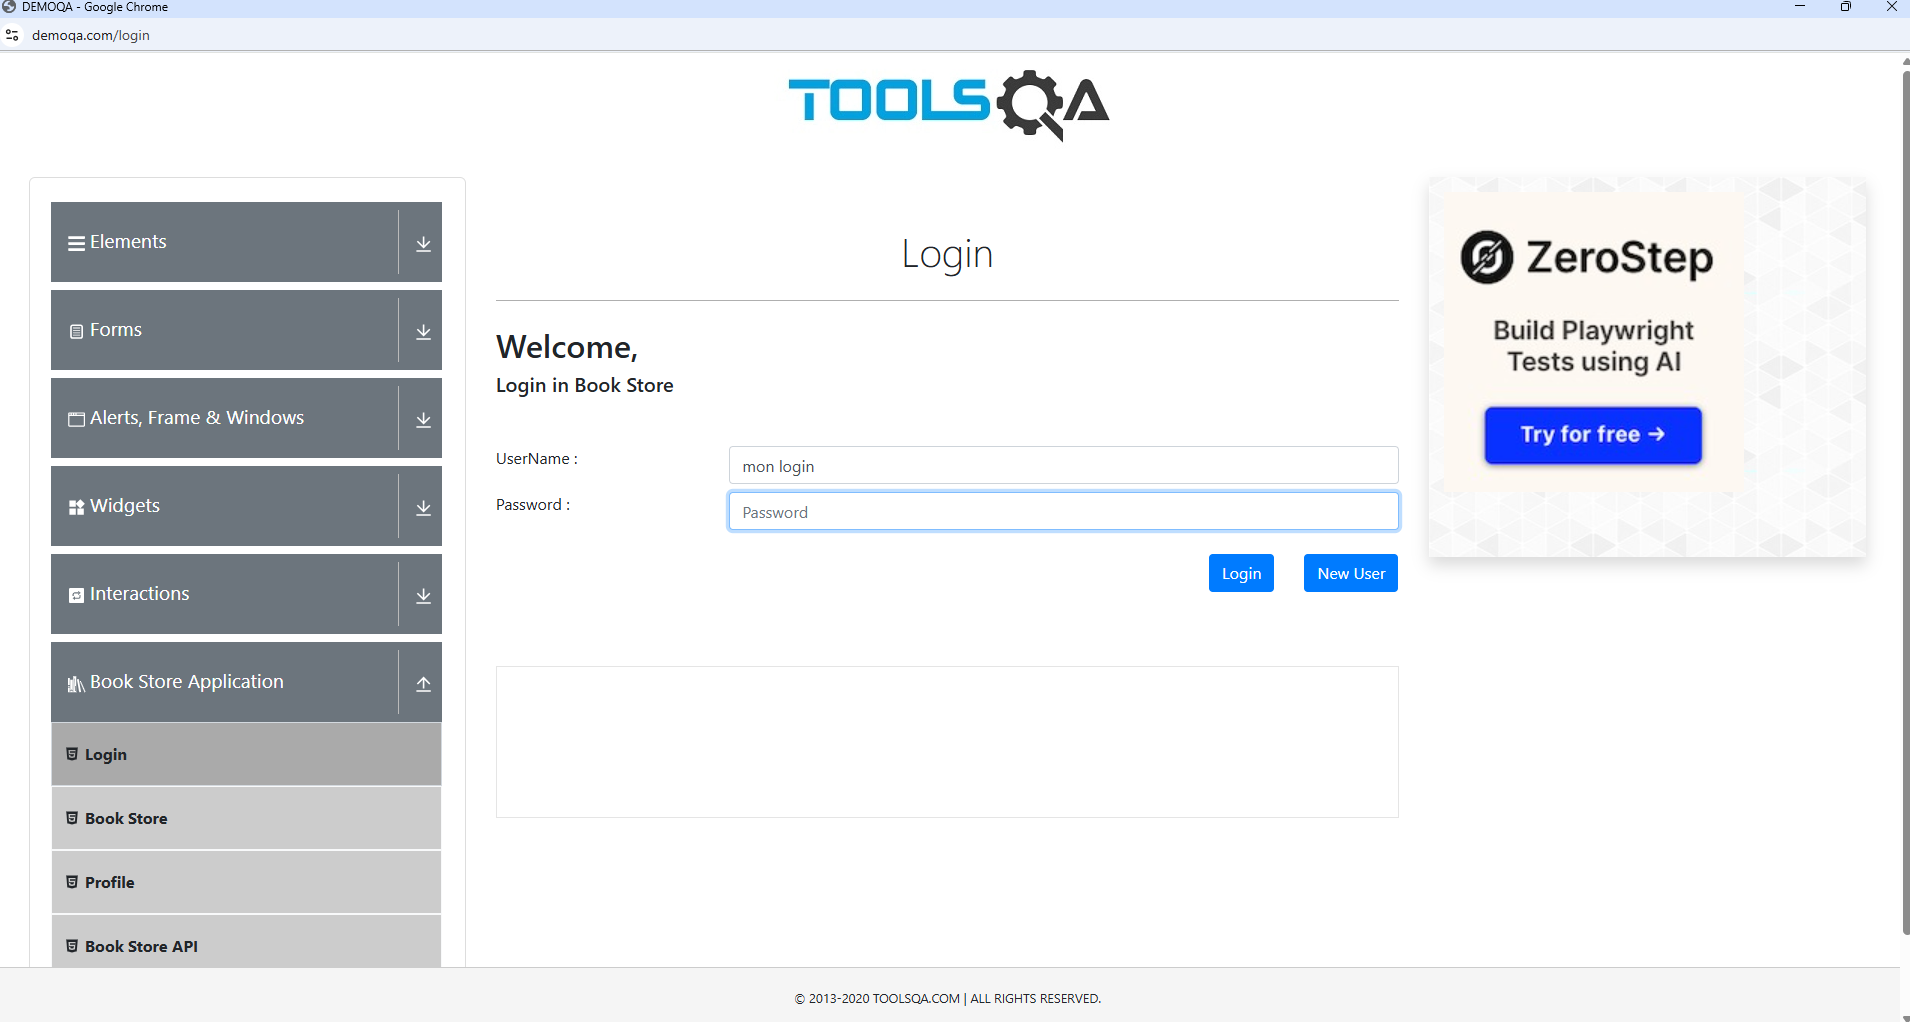 DEMOQA - Google Chrome
demoqa.com/login
TOOLSQA
Elements
Forms
Alerts, Frame & Windows
Widgets
Interactions
Book Store Application
Login
Book Store
Profile
Book Store API
Login
Welcome,
Login in Book Store
UserName :
mon login
Password :
Password
Login
New User
ZeroStep
Build Playwright
Tests using AI
Try for free →
© 2013-2020 TOOLSQA.COM | ALL RIGHTS RESERVED.